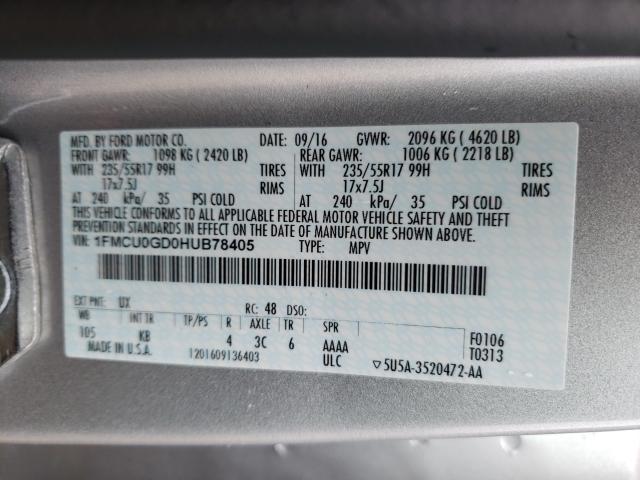 MFD. BY FORD MOTOR CO. DATE: 09/16 GVWR: 2096 KG ( 4620 LB)
FRONT GAWR: 1098 KG ( 2420 LB) REAR GAWR: 1006 KG ( 2218 LB)
WITH 235/55R17 99H TIRES WITH 235/55R17 99H TIRES
17x7.5J RIMS 17x7.5J RIMS
AT 240 kPa/ 35 PSI COLD AT 240 kPa/ 35 PSI COLD
THIS VEHICLE CONFORMS TO ALL APPLICABLE FEDERAL MOTOR VEHICLE SAFETY AND THEFT
PREVENTION STANDARDS IN EFFECT ON THE DATE OF MANUFACTURE SHOWN ABOVE.
VIN: 1FMCU0GD0HUB78405 TYPE: MPV
EXT PNT: UX RC: 48 DSO:
WB INT TR TP/PS R AXLE TR SPR F0106
105 KB 4 3C 6 AAAA T0313
MADE IN U.S.A. 1201609136403 ULC ▽5U5A-3520472-AA